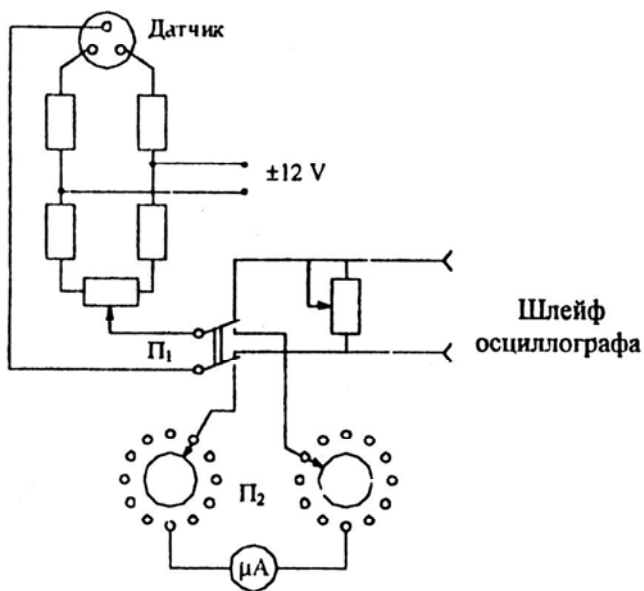 Датчик
±12 V
П₁
Шлейф
осциллографа
П₂
μA